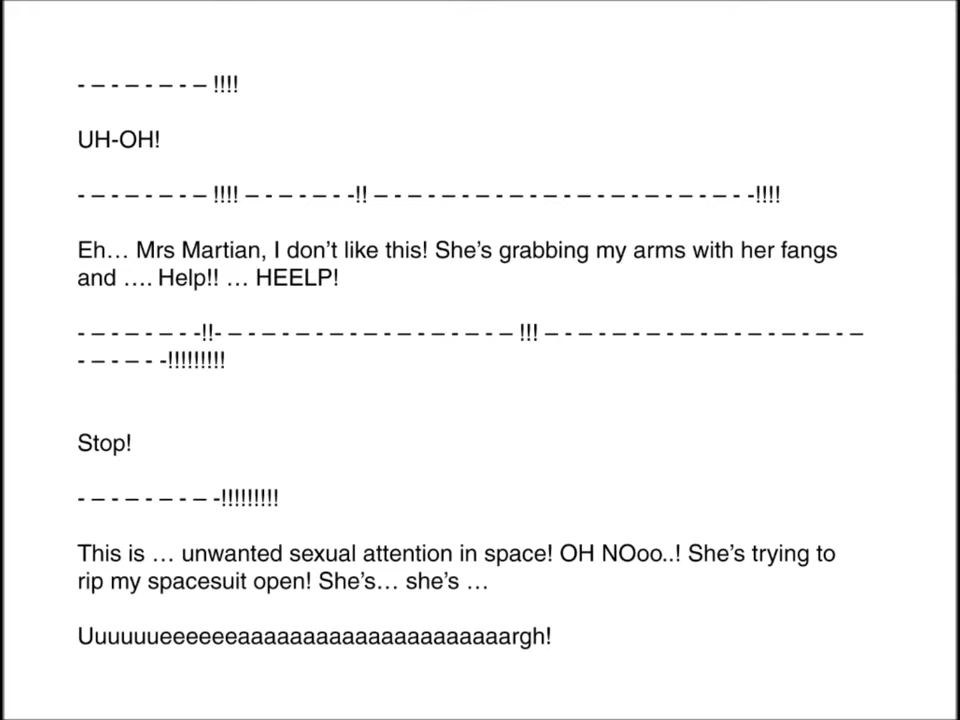 - – - – - - - – !!!!
UH-OH!
- – - – - - - – !!!! – - – - – - -!! – - – - – - – - – - – - – - – - – - – - – - -!!!!
Eh… Mrs Martian, I don’t like this! She’s grabbing my arms with her fangs
and …. Help!! … HEELP!
- – - – - – - -!!- – - – - – - – - – - – - – - – - – !!! – - – - – - – - – - – - – - – - – - –
- – - – - -!!!!!!!!!
Stop!
- – - – - - – -!!!!!!!!!
This is … unwanted sexual attention in space! OH NOoo..! She’s trying to
rip my spacesuit open! She’s… she’s …
Uuuuuueeeeeeaaaaaaaaaaaaaaaaaaaaargh!